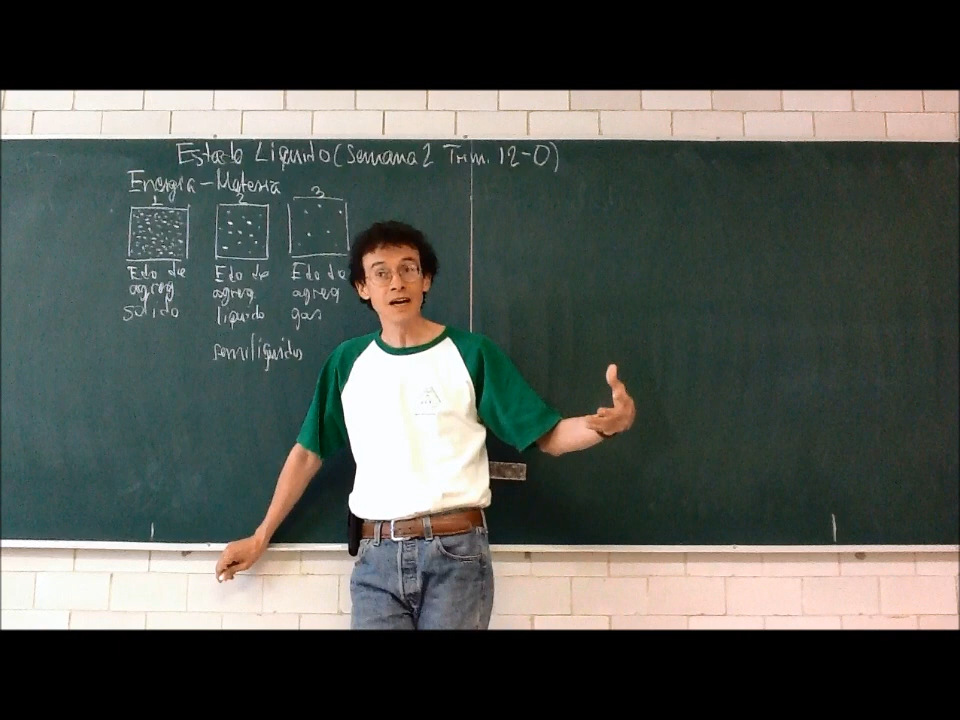 Estado Líquido (Semana 2 Trim. 12-O)
Energía - Materia
1 2 3
Edo de Edo de Edo de
agreg agreg agreg
sólido líquido gas
semilíquidos